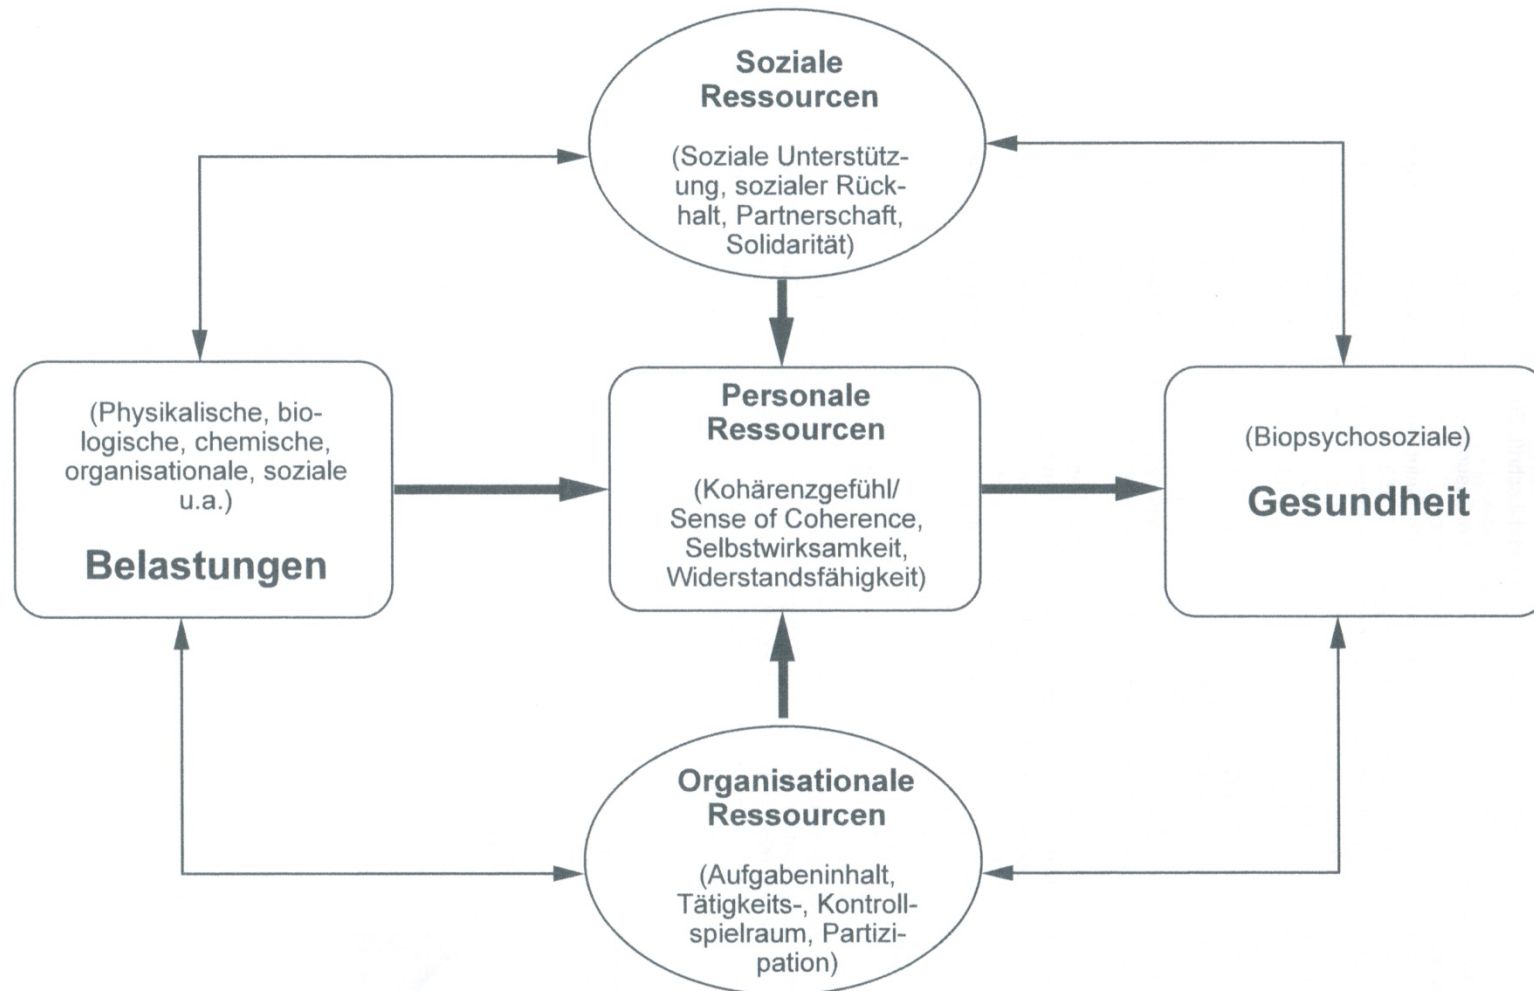 Soziale
Ressourcen
(Soziale Unterstütz-
ung, sozialer Rück-
halt, Partnerschaft,
Solidarität)
(Physikalische, bio-
logische, chemische,
organisationale, soziale
u.a.)
Belastungen
Personale
Ressourcen
(Kohärenzgefühl/
Sense of Coherence,
Selbstwirksamkeit,
Widerstandsfähigkeit)
(Biopsychosoziale)
Gesundheit
Organisationale
Ressourcen
(Aufgabeninhalt,
Tätigkeits-, Kontroll-
spielraum, Partizi-
pation)